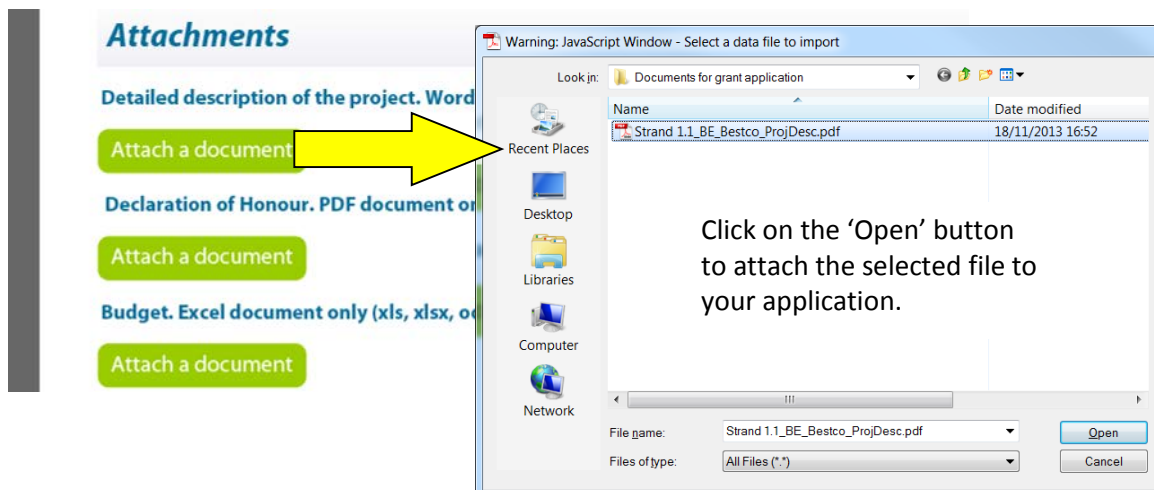 Attachments
Detailed description of the project. Word
Attach a document
Declaration of Honour. PDF document
Attach a document
Budget. Excel document only (xls, xlsx,
Attach a document
Warning: JavaScript Window - Select a data file to import
Look in:
Documents for grant application
Name
Date modified
Strand 1.1_BE_Bestco_ProjDesc.pdf
18/11/2013 16:52
Recent Places
Desktop
Libraries
Computer
Network
Click on the ‘Open’ button
to attach the selected file to
your application.
File name:
Strand 1.1_BE_Bestco_ProjDesc.pdf
Open
Files of type:
All Files (*.*)
Cancel